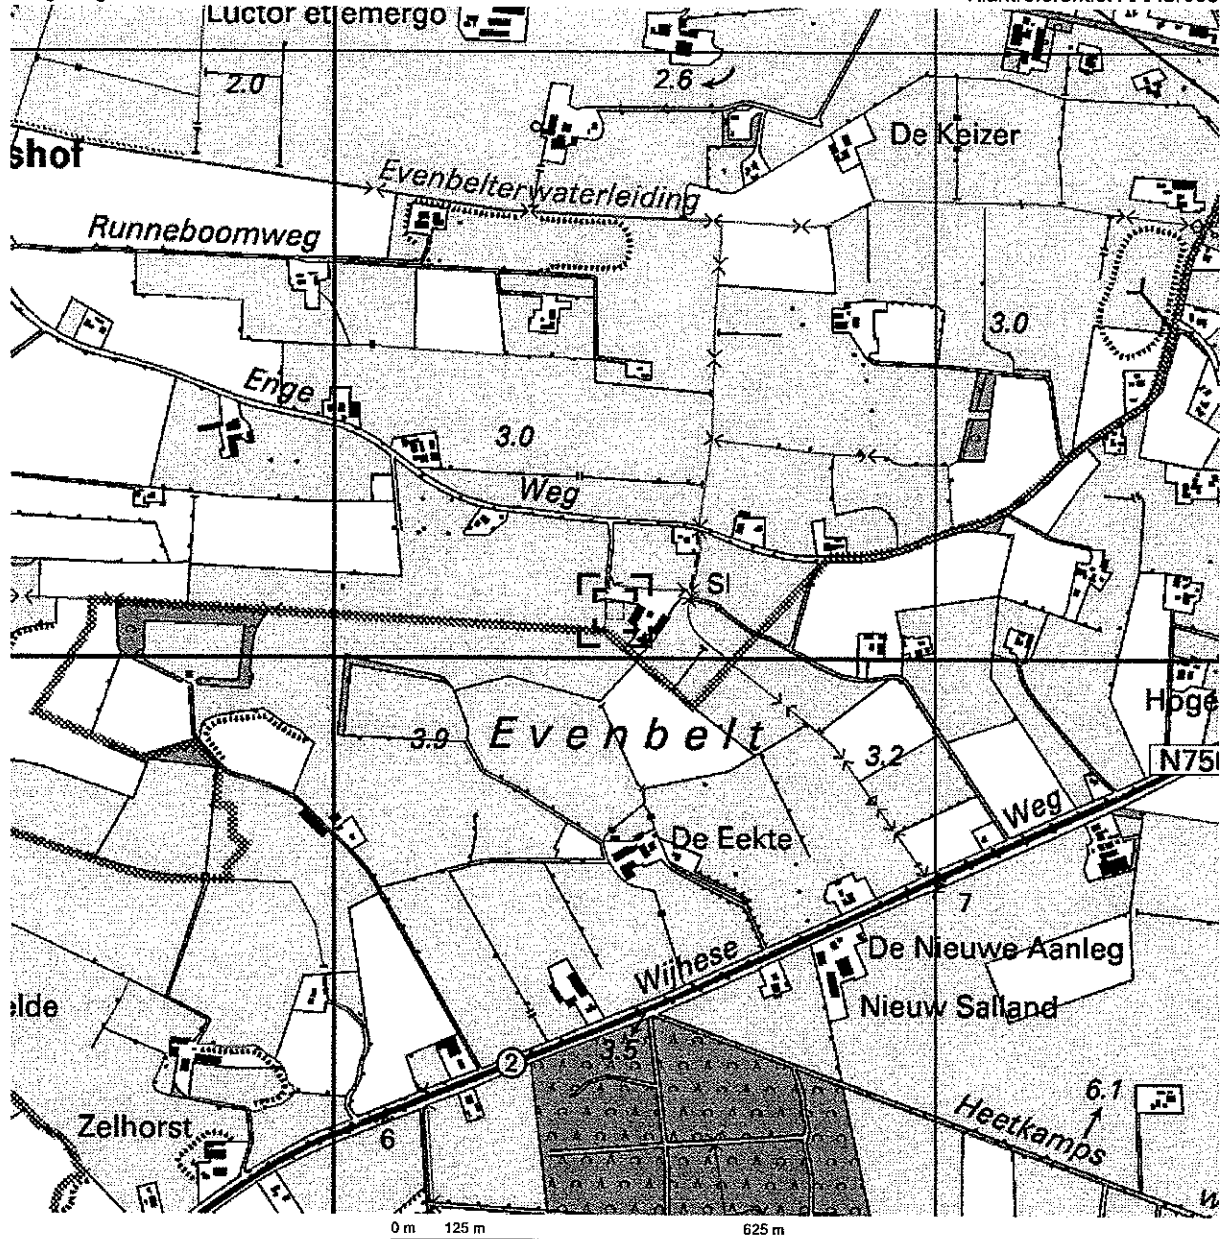 Luctor et emergo
2.0
2.6
De Keizer
shof
Evenbelterwaterleiding
Runneboomweg
3.0
Enge
3.0
Weg
Sl
Hoge
Evenbelt
3.9
3.2
N75
Weg
De Eekte
7
Wijhese
De Nieuwe Aanleg
elde
Nieuw Salland
3.5
2
6.1
Heetkamps
Zelhorst
6
0 m 125 m 625 m